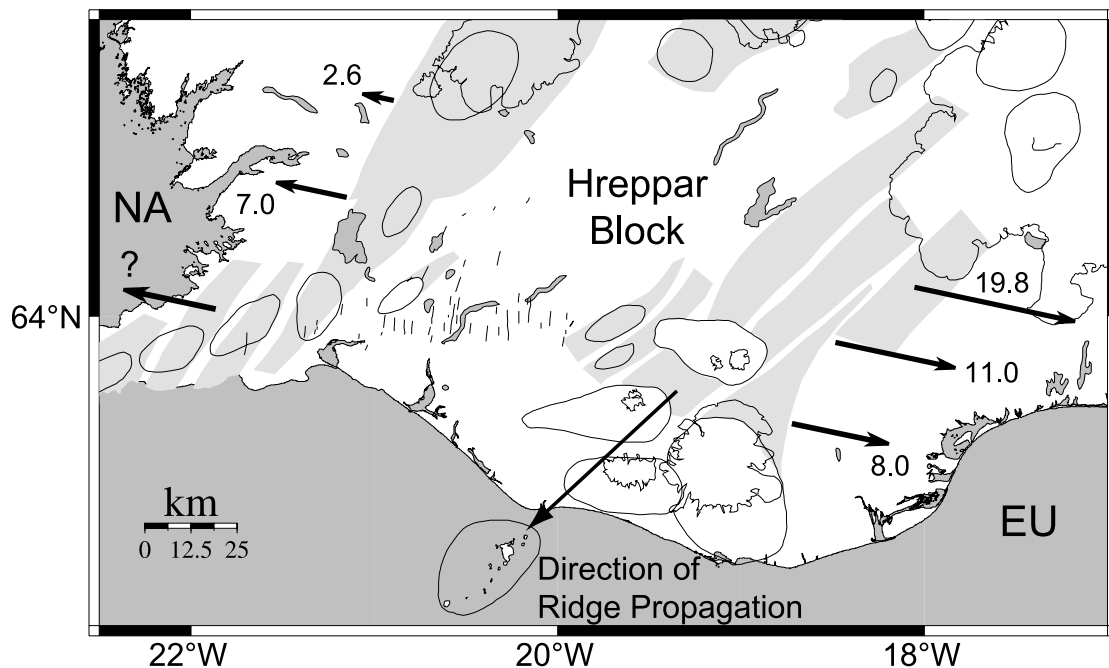 2.6
Hreppar
Block
7.0
NA
?
19.8
64°N
11.0
8.0
km
0 12.5 25
EU
Direction of
Ridge Propagation
22°W 20°W 18°W